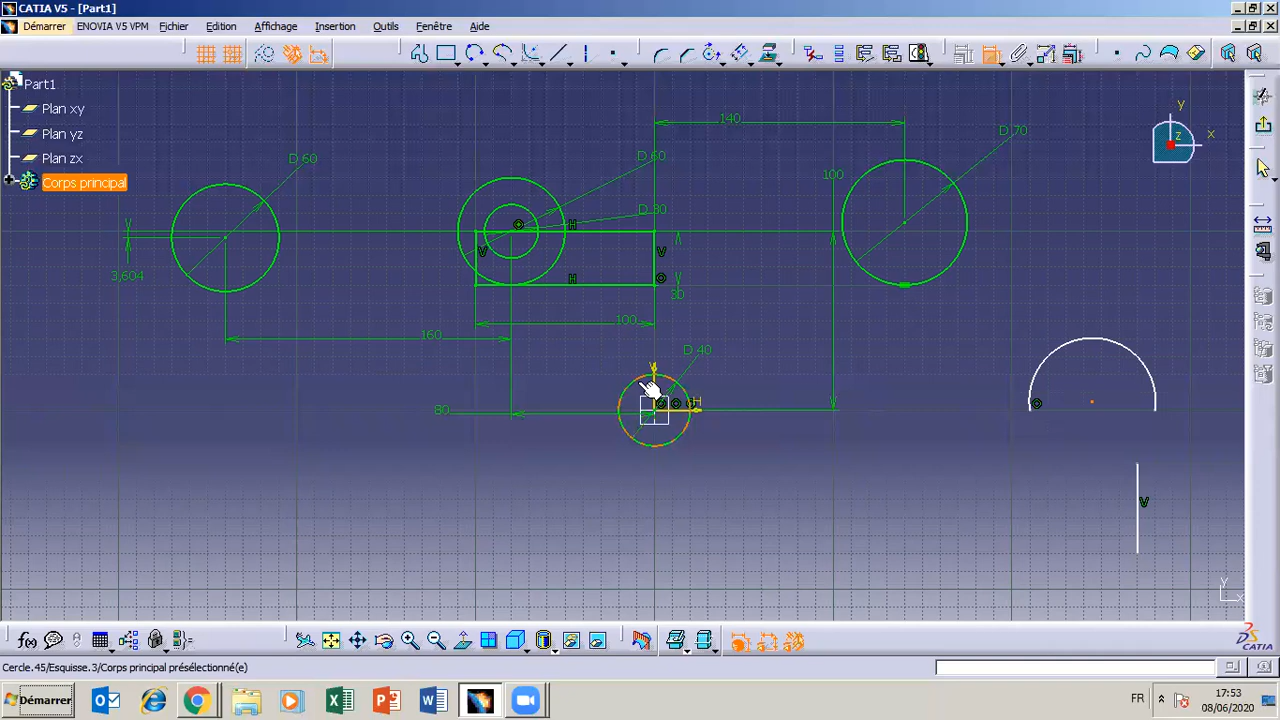 CATIA V5 - [Part1]
Démarrer ENOVIA V5 VPM Fichier Edition Affichage Insertion Outils Fenêtre Aide
Part1
Plan xy
Plan yz
Plan zx
Corps principal
y
x
z
140
D 70
D 60
D 60
100
D 30
H
V
V
3,604
H
30
100
160
D 40
V
H
80
V
Y
X
f(x)
CATIA
Cercle.45/Esquisse.3/Corps principal présélectionné(e)
Démarrer
FR
17:53
08/06/2020